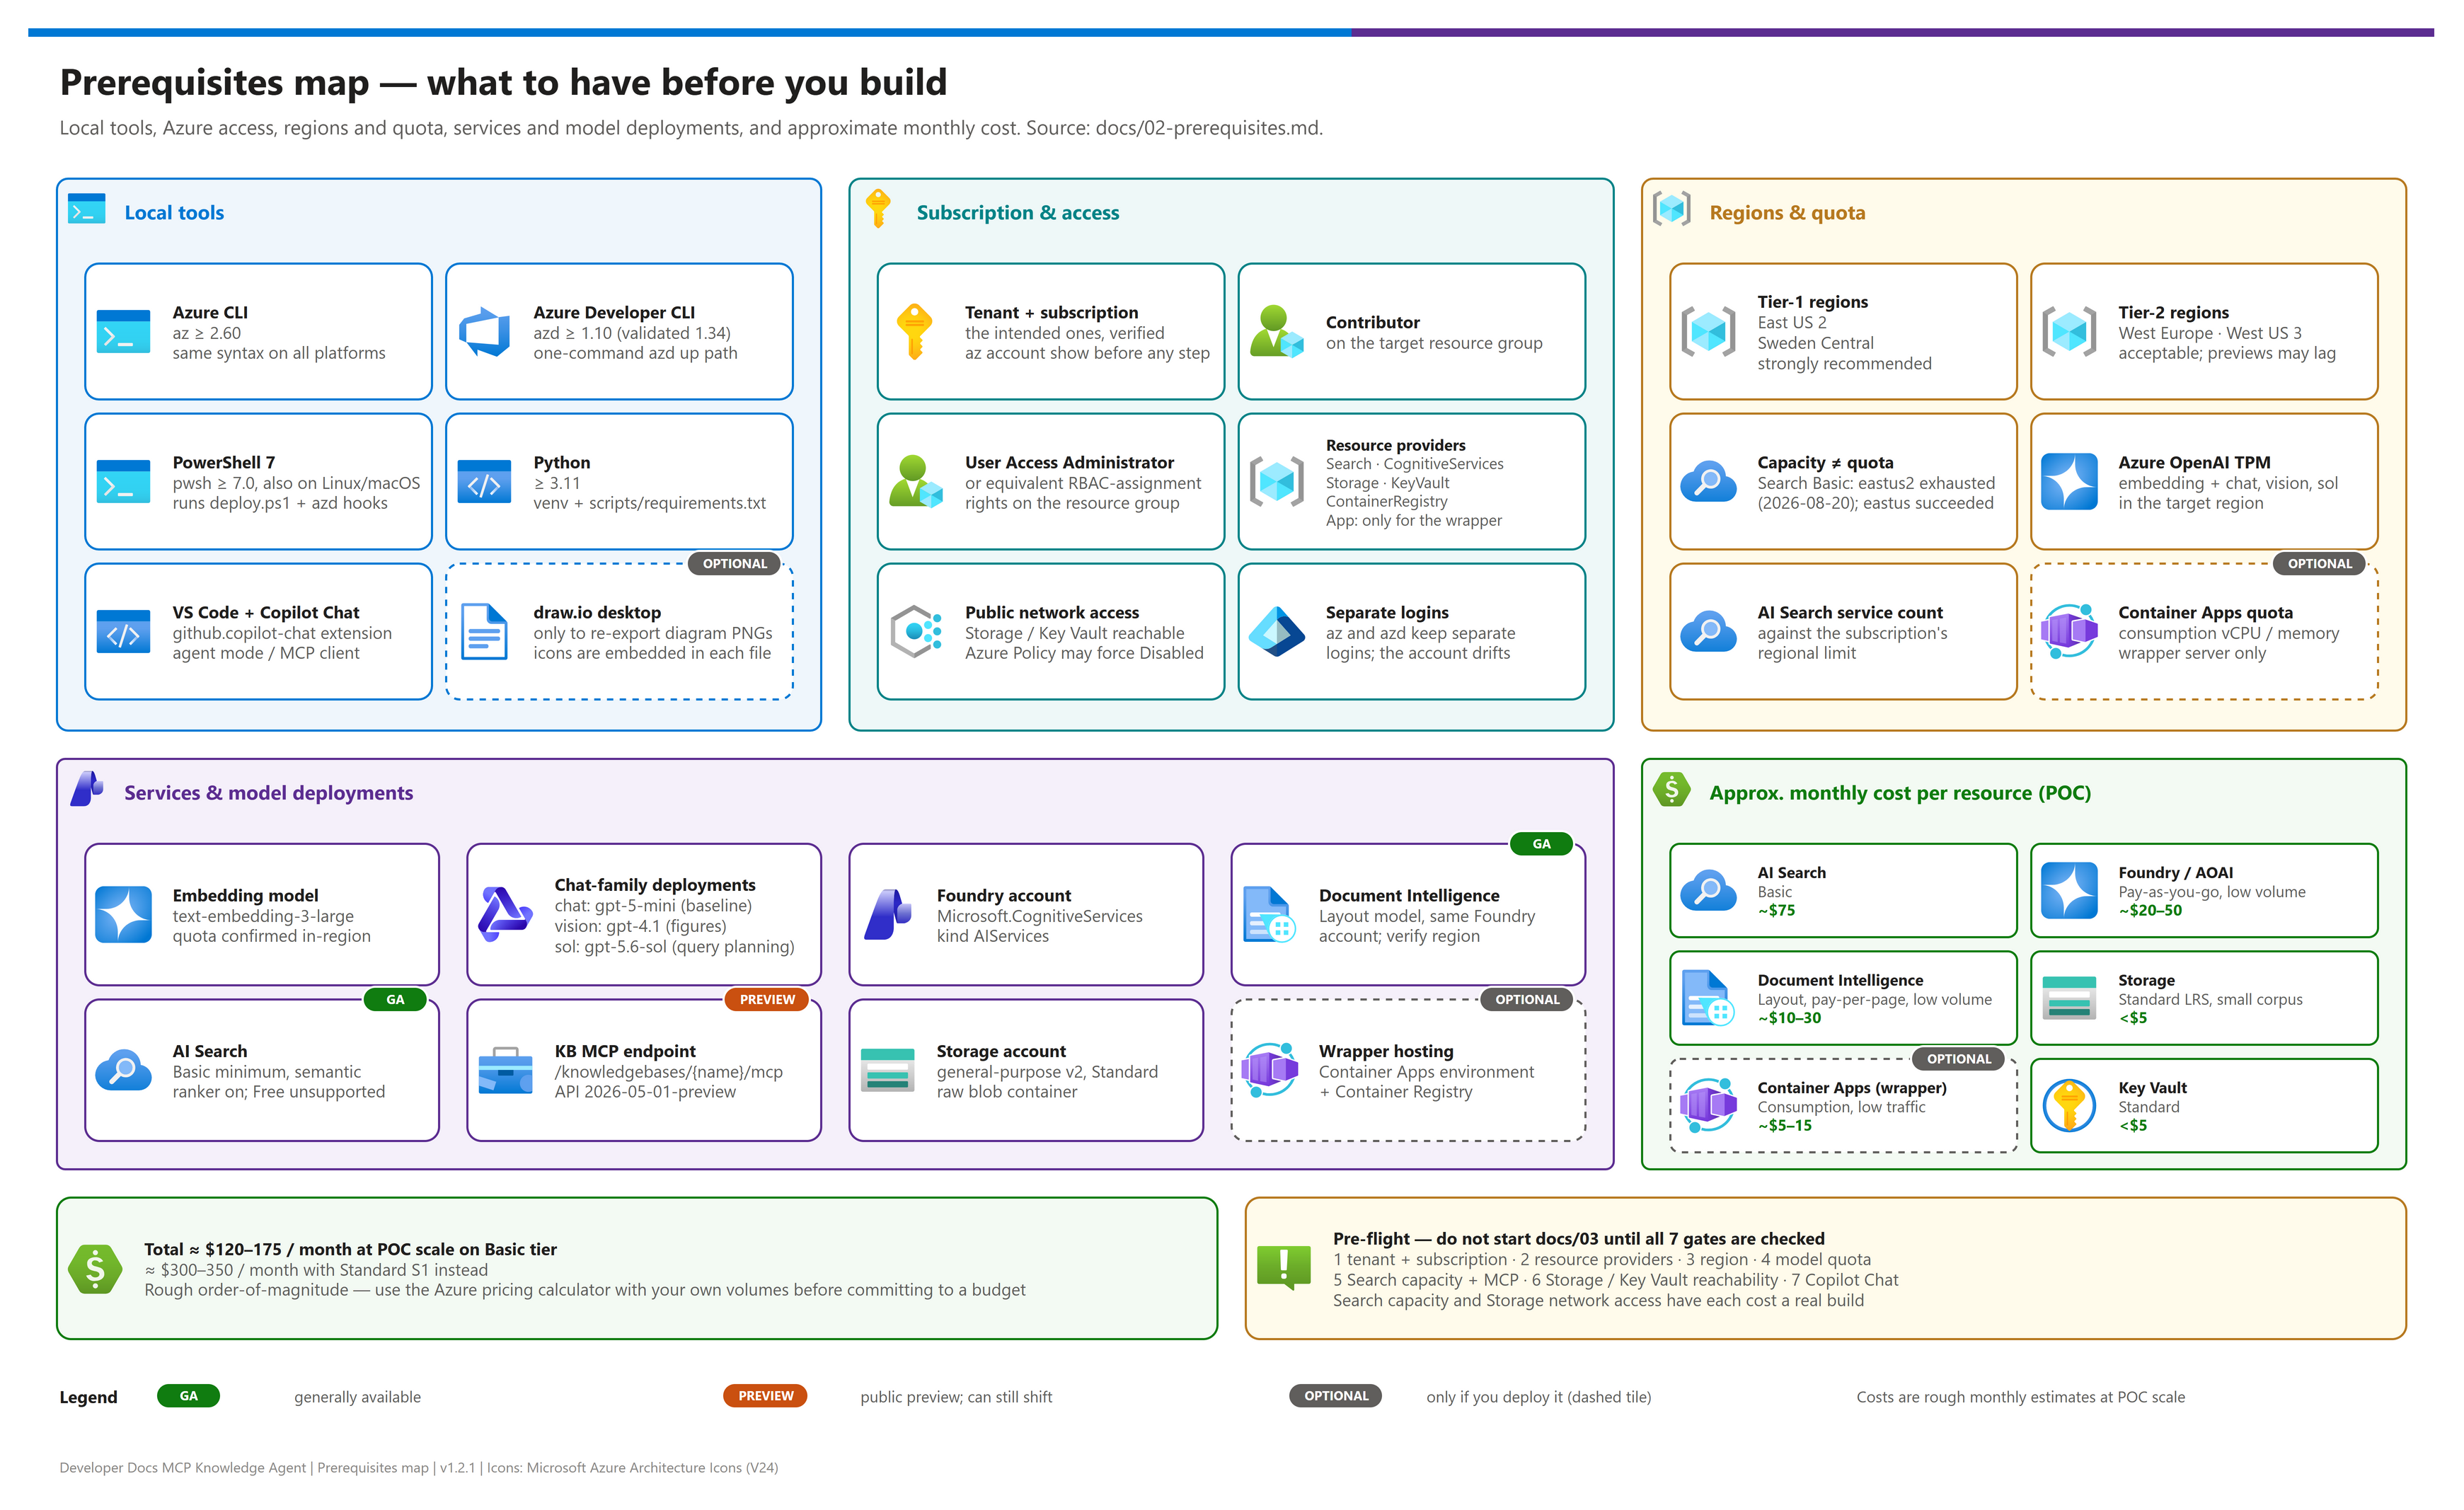 Prerequisites map — what to have before you build
Local tools, Azure access, regions and quota, services and model deployments, and approximate monthly cost. Source: docs/02-prerequisites.md.
Local tools
Azure CLI
az ≥ 2.60
same syntax on all platforms
Azure Developer CLI
azd ≥ 1.10 (validated 1.34)
one-command azd up path
PowerShell 7
pwsh ≥ 7.0, also on Linux/macOS
runs deploy.ps1 + azd hooks
Python
≥ 3.11
venv + scripts/requirements.txt
VS Code + Copilot Chat
github.copilot-chat extension
agent mode / MCP client
OPTIONAL
draw.io desktop
only to re-export diagram PNGs
icons are embedded in each file
Subscription & access
Tenant + subscription
the intended ones, verified
az account show before any step
Contributor
on the target resource group
User Access Administrator
or equivalent RBAC-assignment
rights on the resource group
Resource providers
Search · CognitiveServices
Storage · KeyVault
ContainerRegistry
App: only for the wrapper
Public network access
Storage / Key Vault reachable
Azure Policy may force Disabled
Separate logins
az and azd keep separate
logins; the account drifts
Regions & quota
Tier-1 regions
East US 2
Sweden Central
strongly recommended
Tier-2 regions
West Europe · West US 3
acceptable; previews may lag
Capacity ≠ quota
Search Basic: eastus2 exhausted
(2026-08-20); eastus succeeded
Azure OpenAI TPM
embedding + chat, vision, sol
in the target region
AI Search service count
against the subscription's
regional limit
OPTIONAL
Container Apps quota
consumption vCPU / memory
wrapper server only
Services & model deployments
Embedding model
text-embedding-3-large
quota confirmed in-region
Chat-family deployments
chat: gpt-5-mini (baseline)
vision: gpt-4.1 (figures)
sol: gpt-5.6-sol (query planning)
Foundry account
Microsoft.CognitiveServices
kind AIServices
GA
Document Intelligence
Layout model, same Foundry
account; verify region
GA
AI Search
Basic minimum, semantic
ranker on; Free unsupported
PREVIEW
KB MCP endpoint
/knowledgebases/{name}/mcp
API 2026-05-01-preview
Storage account
general-purpose v2, Standard
raw blob container
OPTIONAL
Wrapper hosting
Container Apps environment
+ Container Registry
Approx. monthly cost per resource (POC)
AI Search
Basic
~$75
Foundry / AOAI
Pay-as-you-go, low volume
~$20–50
Document Intelligence
Layout, pay-per-page, low volume
~$10–30
Storage
Standard LRS, small corpus
<$5
OPTIONAL
Container Apps (wrapper)
Consumption, low traffic
~$5–15
Key Vault
Standard
<$5
Total ≈ $120–175 / month at POC scale on Basic tier
≈ $300–350 / month with Standard S1 instead
Rough order-of-magnitude — use the Azure pricing calculator with your own volumes before committing to a budget
Pre-flight — do not start docs/03 until all 7 gates are checked
1 tenant + subscription · 2 resource providers · 3 region · 4 model quota
5 Search capacity + MCP · 6 Storage / Key Vault reachability · 7 Copilot Chat
Search capacity and Storage network access have each cost a real build
Legend
GA
generally available
PREVIEW
public preview; can still shift
OPTIONAL
only if you deploy it (dashed tile)
Costs are rough monthly estimates at POC scale
Developer Docs MCP Knowledge Agent | Prerequisites map | v1.2.1 | Icons: Microsoft Azure Architecture Icons (V24)